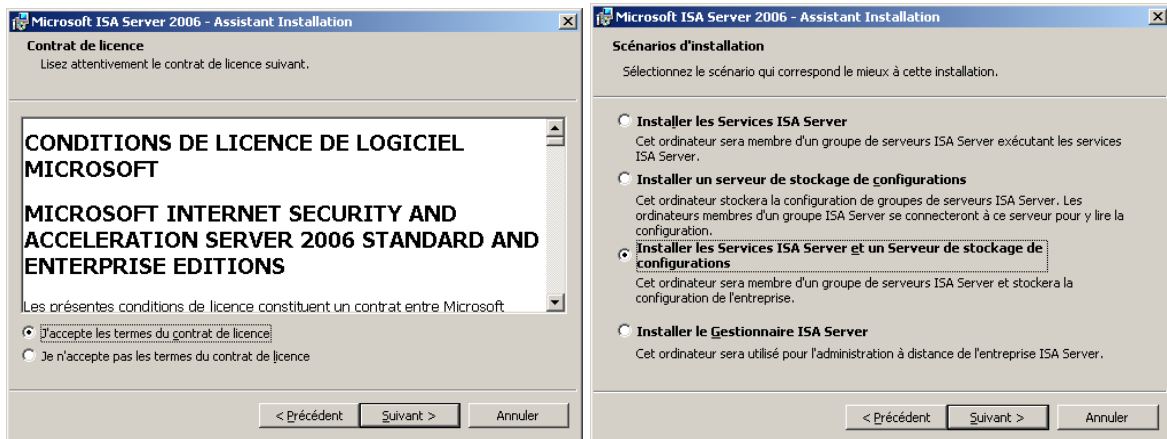 Microsoft ISA Server 2006 - Assistant Installation
Contrat de licence
Lisez attentivement le contrat de licence suivant.
CONDITIONS DE LICENCE DE LOGICIEL
MICROSOFT
MICROSOFT INTERNET SECURITY AND
ACCELERATION SERVER 2006 STANDARD AND
ENTERPRISE EDITIONS
Les présentes conditions de licence constituent un contrat entre Microsoft
J'accepte les termes du contrat de licence
Je n'accepte pas les termes du contrat de licence
< Précédent
Suivant >
Annuler
Microsoft ISA Server 2006 - Assistant Installation
Scénarios d'installation
Sélectionnez le scénario qui correspond le mieux à cette installation.
Installer les Services ISA Server
Cet ordinateur sera membre d'un groupe de serveurs ISA Server exécutant les services
ISA Server.
Installer un serveur de stockage de configurations
Cet ordinateur stockera la configuration de groupes de serveurs ISA Server. Les
ordinateurs membres d'un groupe ISA Server se connecteront à ce serveur pour y lire la
configuration.
Installer les Services ISA Server et un Serveur de stockage de
configurations
Cet ordinateur sera membre d'un groupe de serveurs ISA Server et stockera la
configuration de l'entreprise.
Installer le Gestionnaire ISA Server
Cet ordinateur sera utilisé pour l'administration à distance de l'entreprise ISA Server.
< Précédent
Suivant >
Annuler